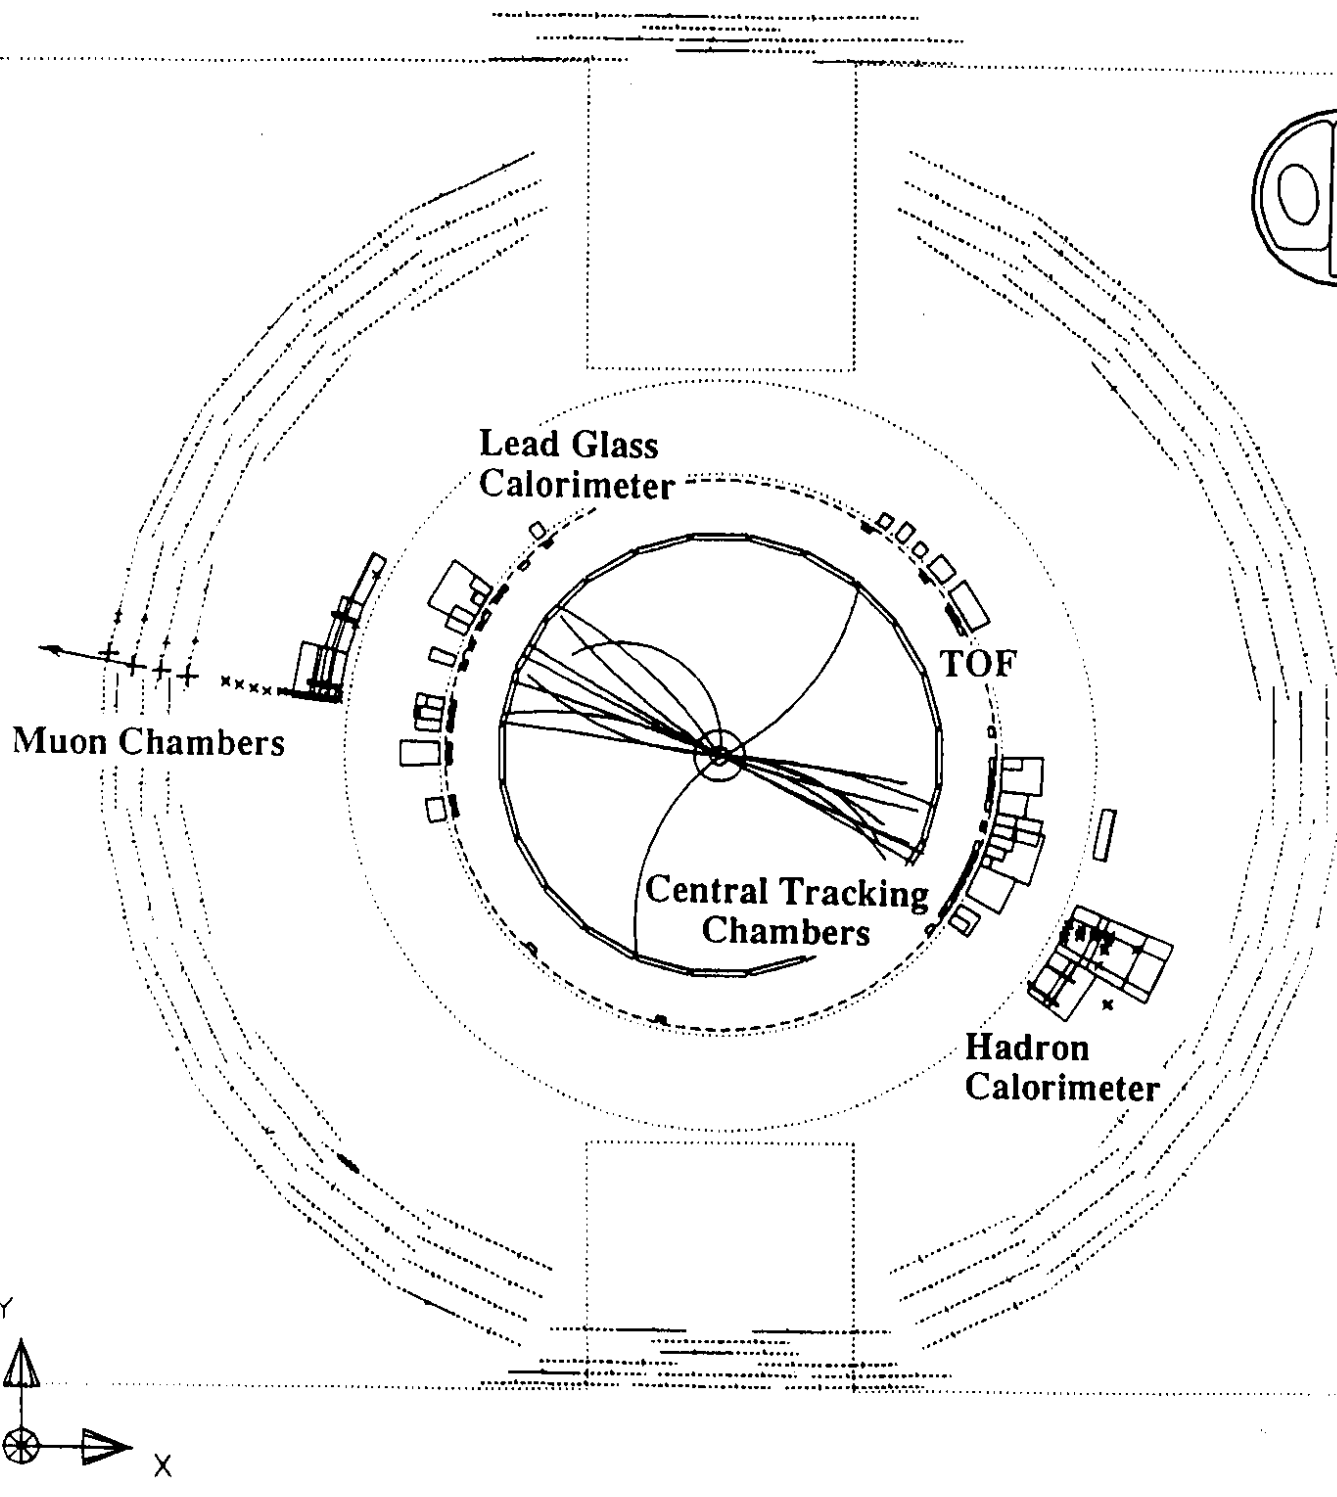 Lead Glass
Calorimeter
TOF
Muon Chambers
Central Tracking
Chambers
Hadron
Calorimeter
Y
X